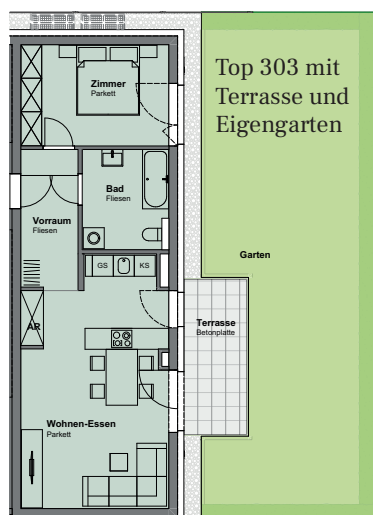 Top 303 mit
Terrasse und
Eigengarten
Zimmer
Parkett
Bad
Fliesen
Vorraum
Fliesen
Garten
GS
KS
AR
Terrasse
Betonplatte
Wohnen-Essen
Parkett